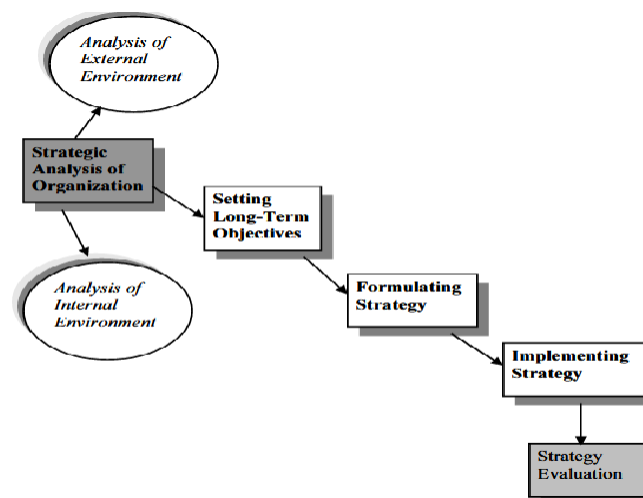 Analysis of
External
Environment
Strategic
Analysis of
Organization
Setting
Long-Term
Objectives
Analysis of
Internal
Environment
Formulating
Strategy
Implementing
Strategy
Strategy
Evaluation